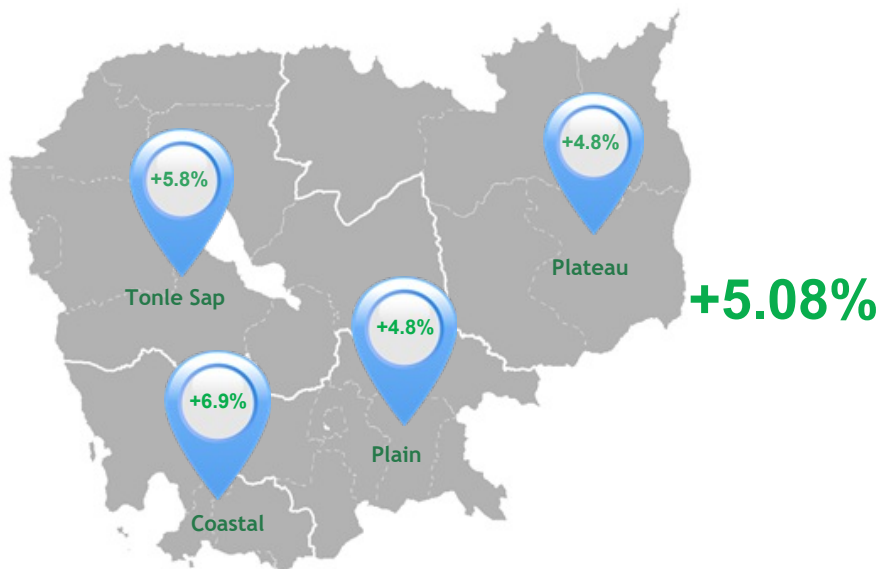 +4.8%
Plateau
+5.8%
Tonle Sap
+5.08%
+4.8%
Plain
+6.9%
Coastal